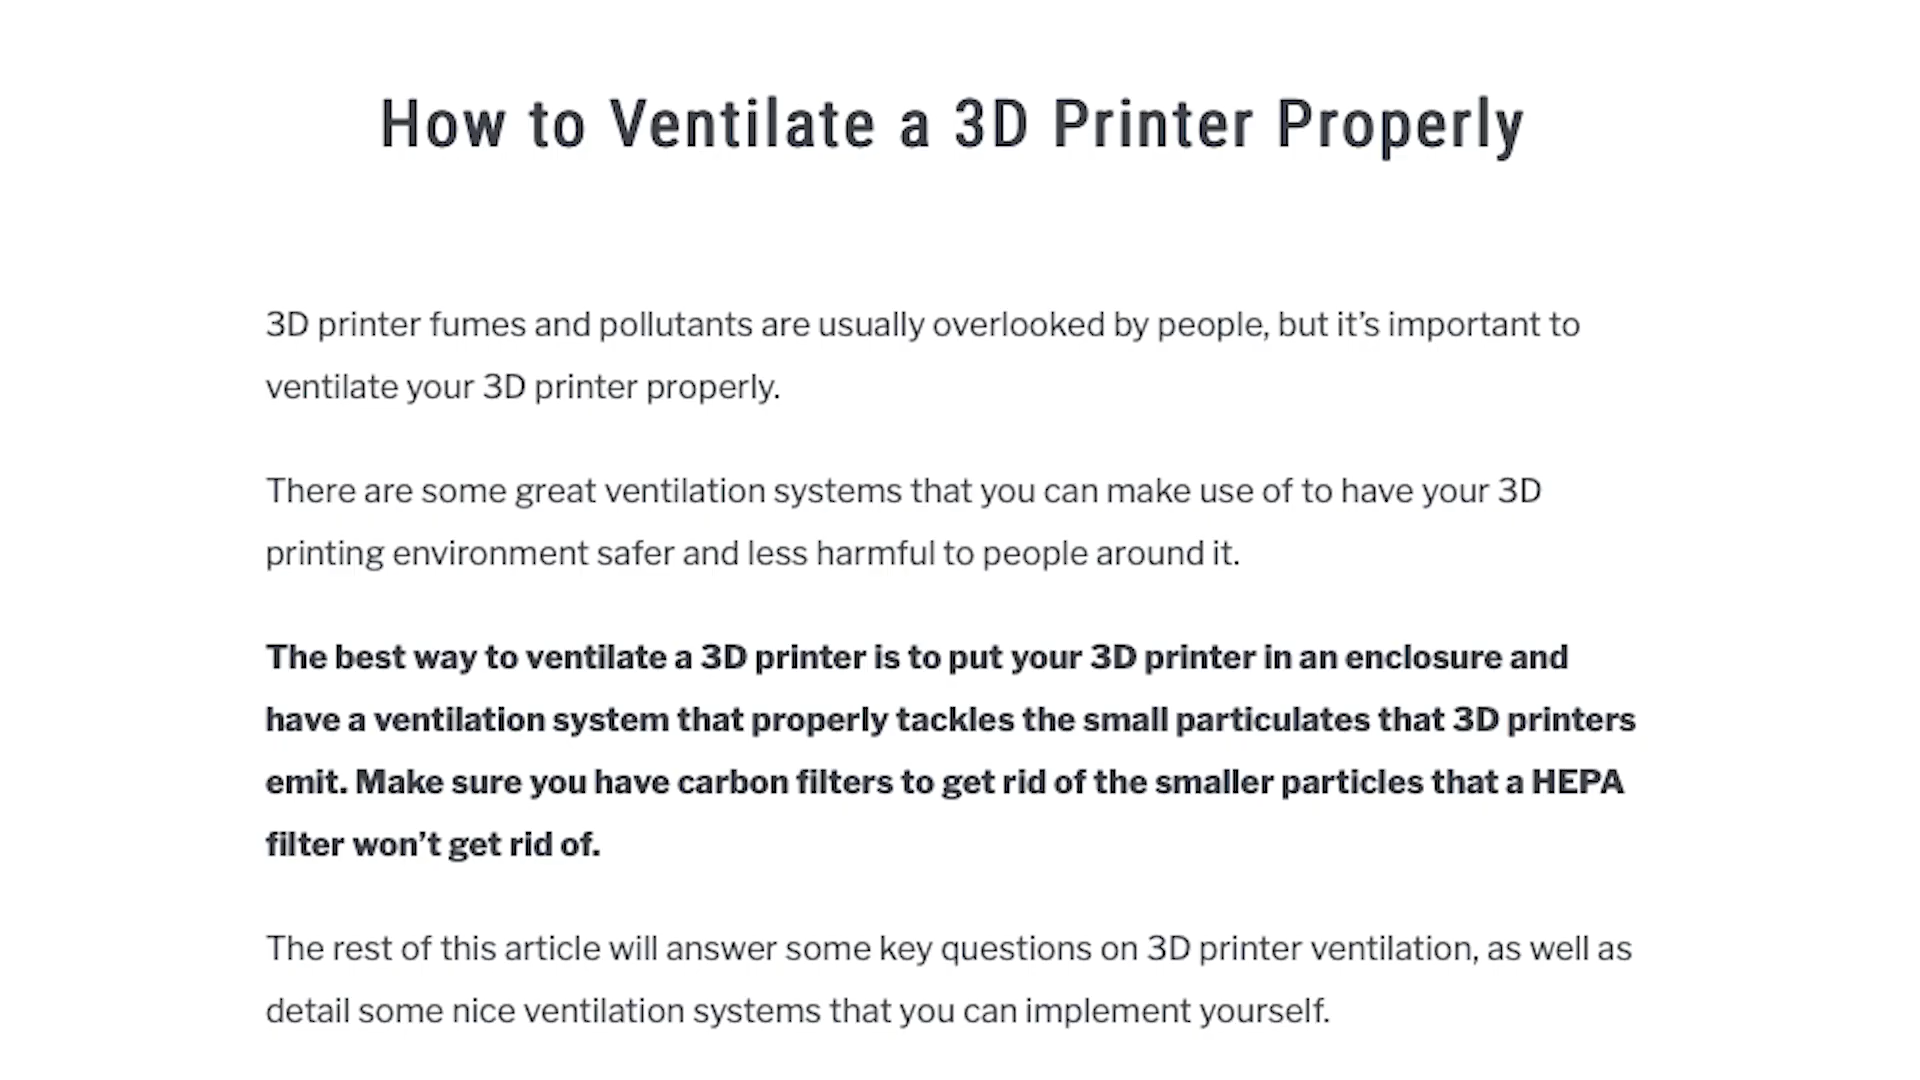 How to Ventilate a 3D Printer Properly
3D printer fumes and pollutants are usually overlooked by people, but it’s important to
ventilate your 3D printer properly.
There are some great ventilation systems that you can make use of to have your 3D
printing environment safer and less harmful to people around it.
The best way to ventilate a 3D printer is to put your 3D printer in an enclosure and
have a ventilation system that properly tackles the small particulates that 3D printers
emit. Make sure you have carbon filters to get rid of the smaller particles that a HEPA
filter won’t get rid of.
The rest of this article will answer some key questions on 3D printer ventilation, as well as
detail some nice ventilation systems that you can implement yourself.